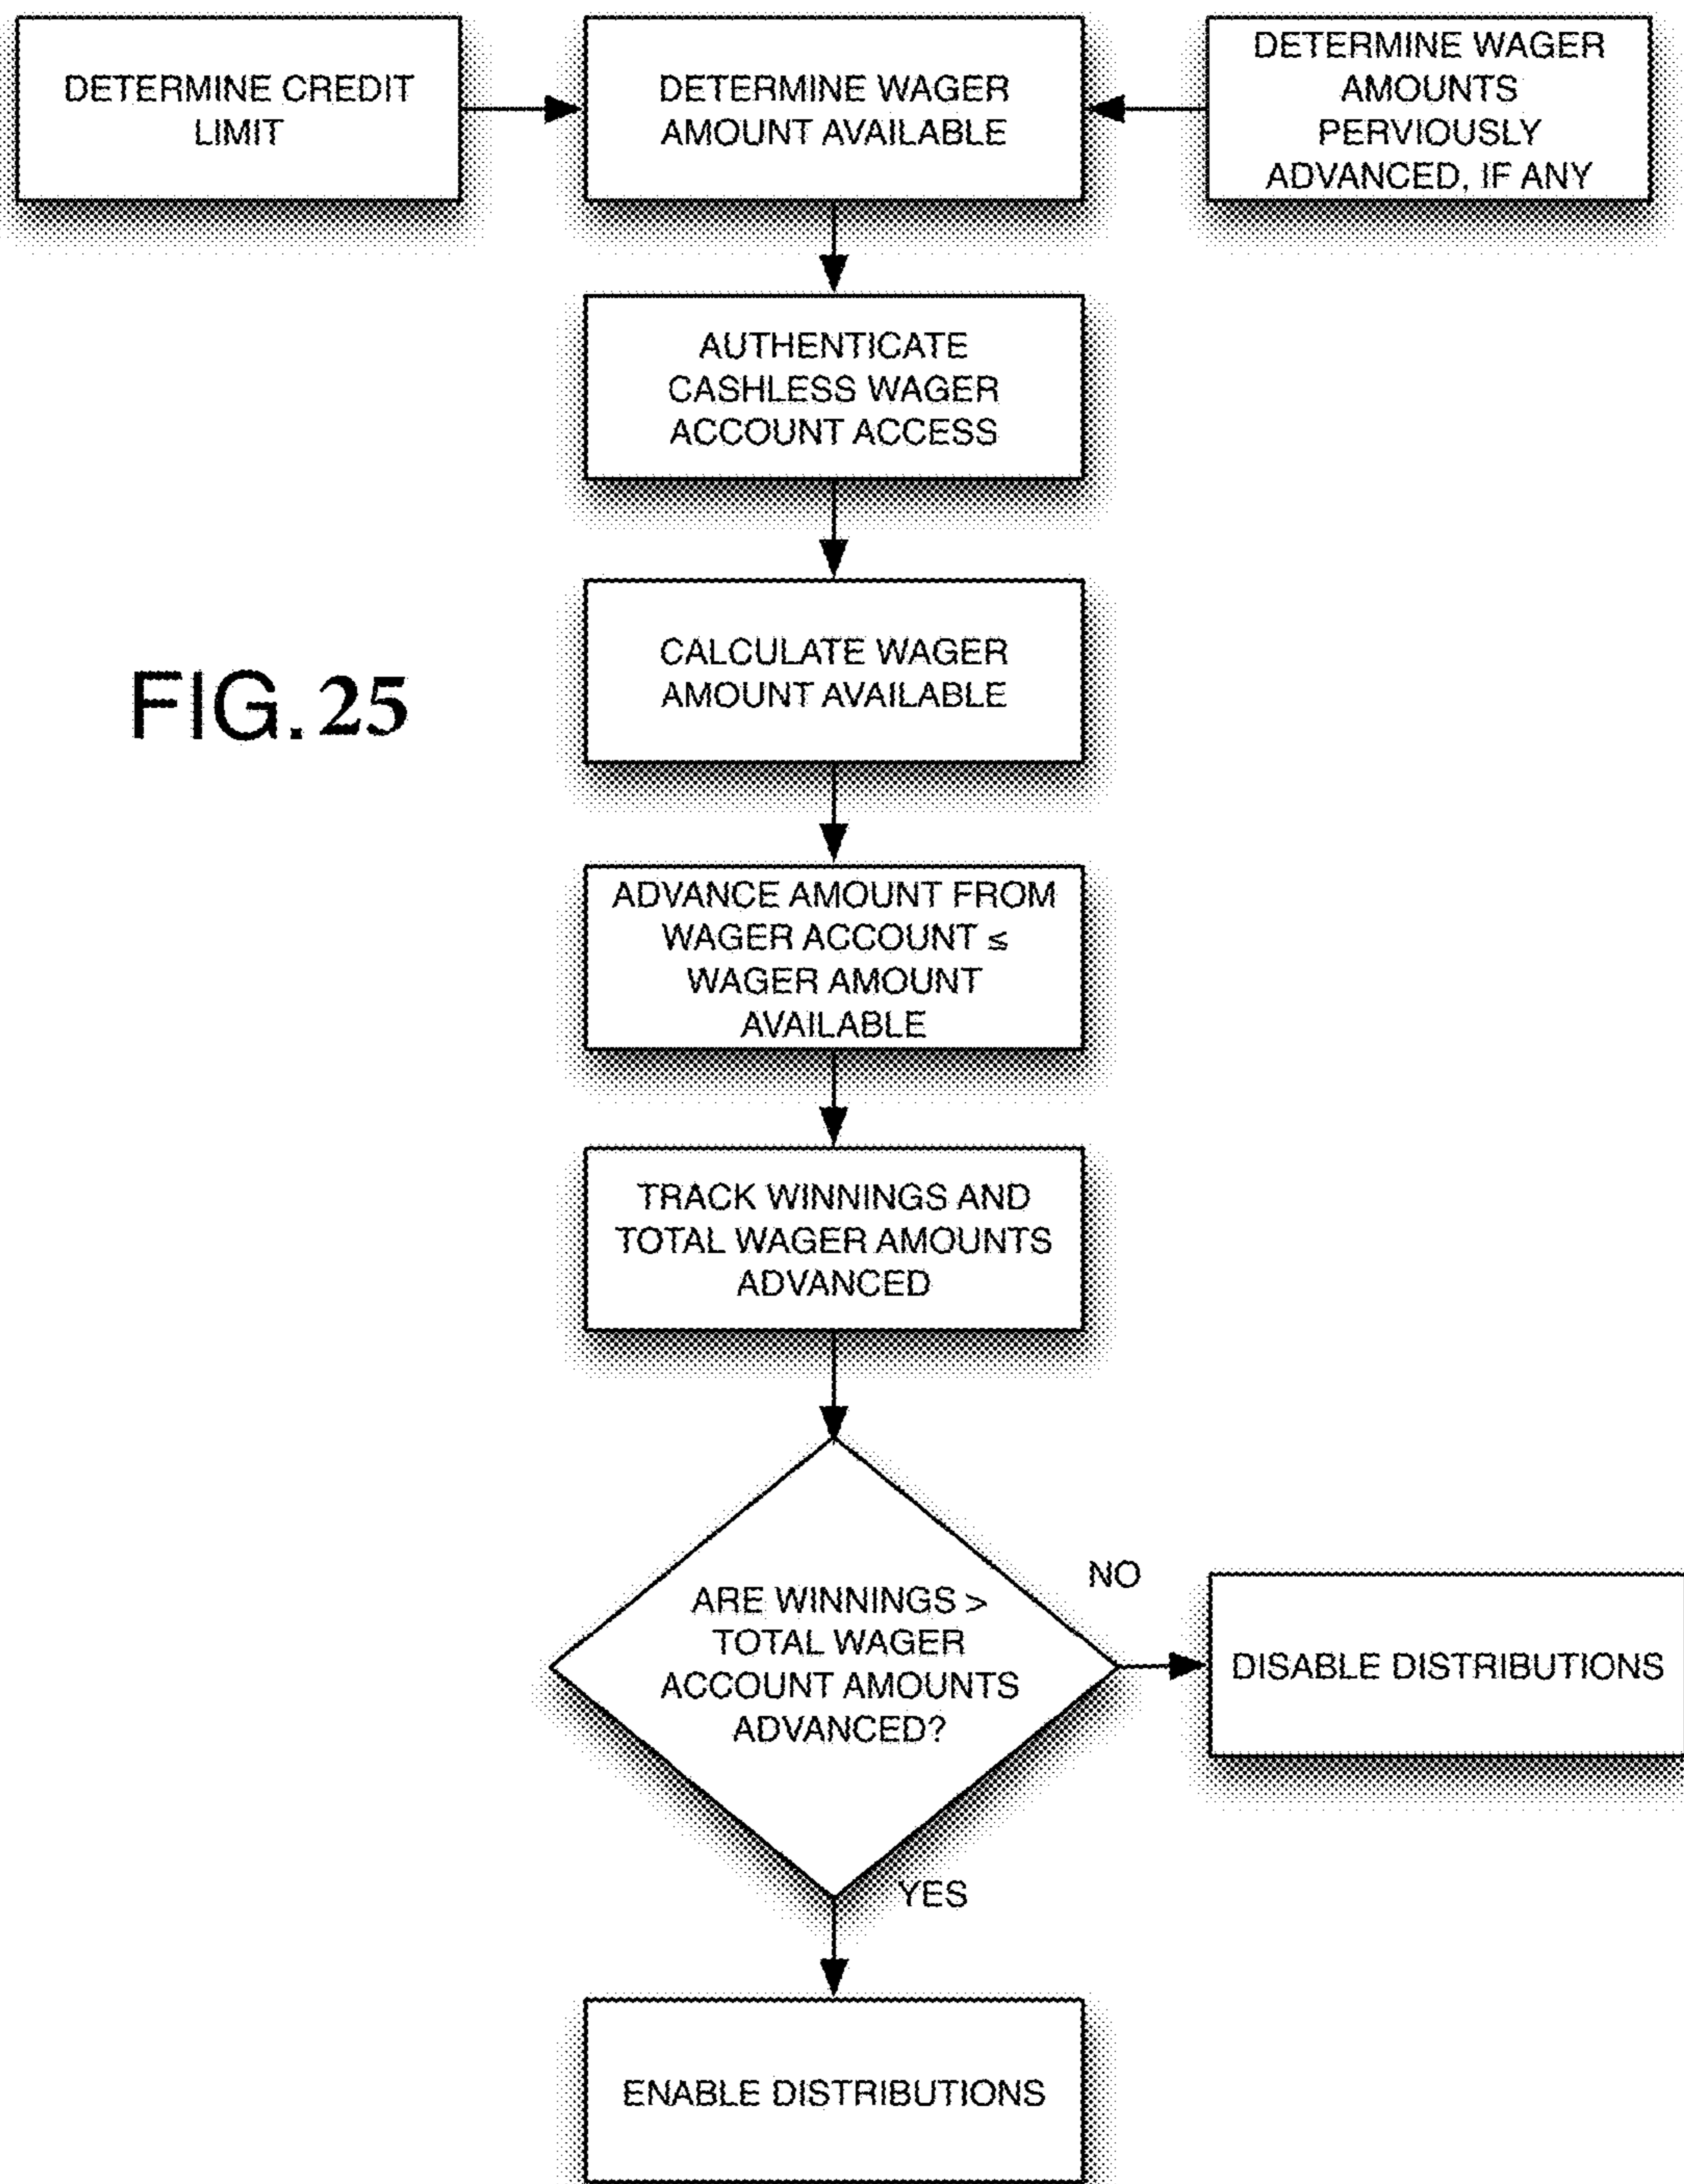 DETERMINE CREDIT
LIMIT
DETERMINE WAGER
AMOUNT AVAILABLE
DETERMINE WAGER
AMOUNTS
PERVIOUSLY
ADVANCED, IF ANY
AUTHENTICATE
CASHLESS WAGER
ACCOUNT ACCESS
CALCULATE WAGER
AMOUNT AVAILABLE
FIG. 25
ADVANCE AMOUNT FROM
WAGER ACCOUNT ≤
WAGER AMOUNT
AVAILABLE
TRACK WINNINGS AND
TOTAL WAGER AMOUNTS
ADVANCED
ARE WINNINGS >
TOTAL WAGER
ACCOUNT AMOUNTS
ADVANCED?
NO
DISABLE DISTRIBUTIONS
YES
ENABLE DISTRIBUTIONS